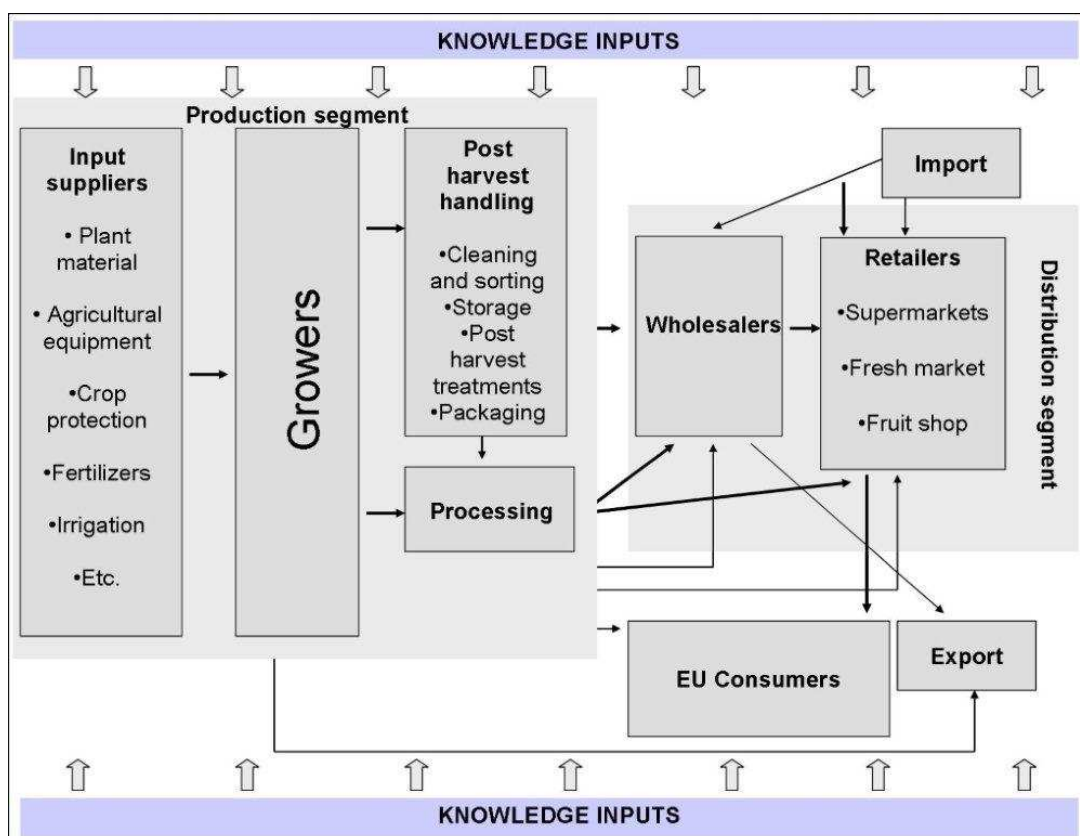 KNOWLEDGE INPUTS
Production segment
Input
suppliers
• Plant
material
• Agricultural
equipment
•Crop
protection
•Fertilizers
•Irrigation
•Etc.
Growers
Post
harvest
handling
•Cleaning
and sorting
•Storage
•Post
harvest
treatments
•Packaging
Processing
Import
Wholesalers
Retailers
•Supermarkets
•Fresh market
•Fruit shop
Distribution segment
EU Consumers
Export
KNOWLEDGE INPUTS